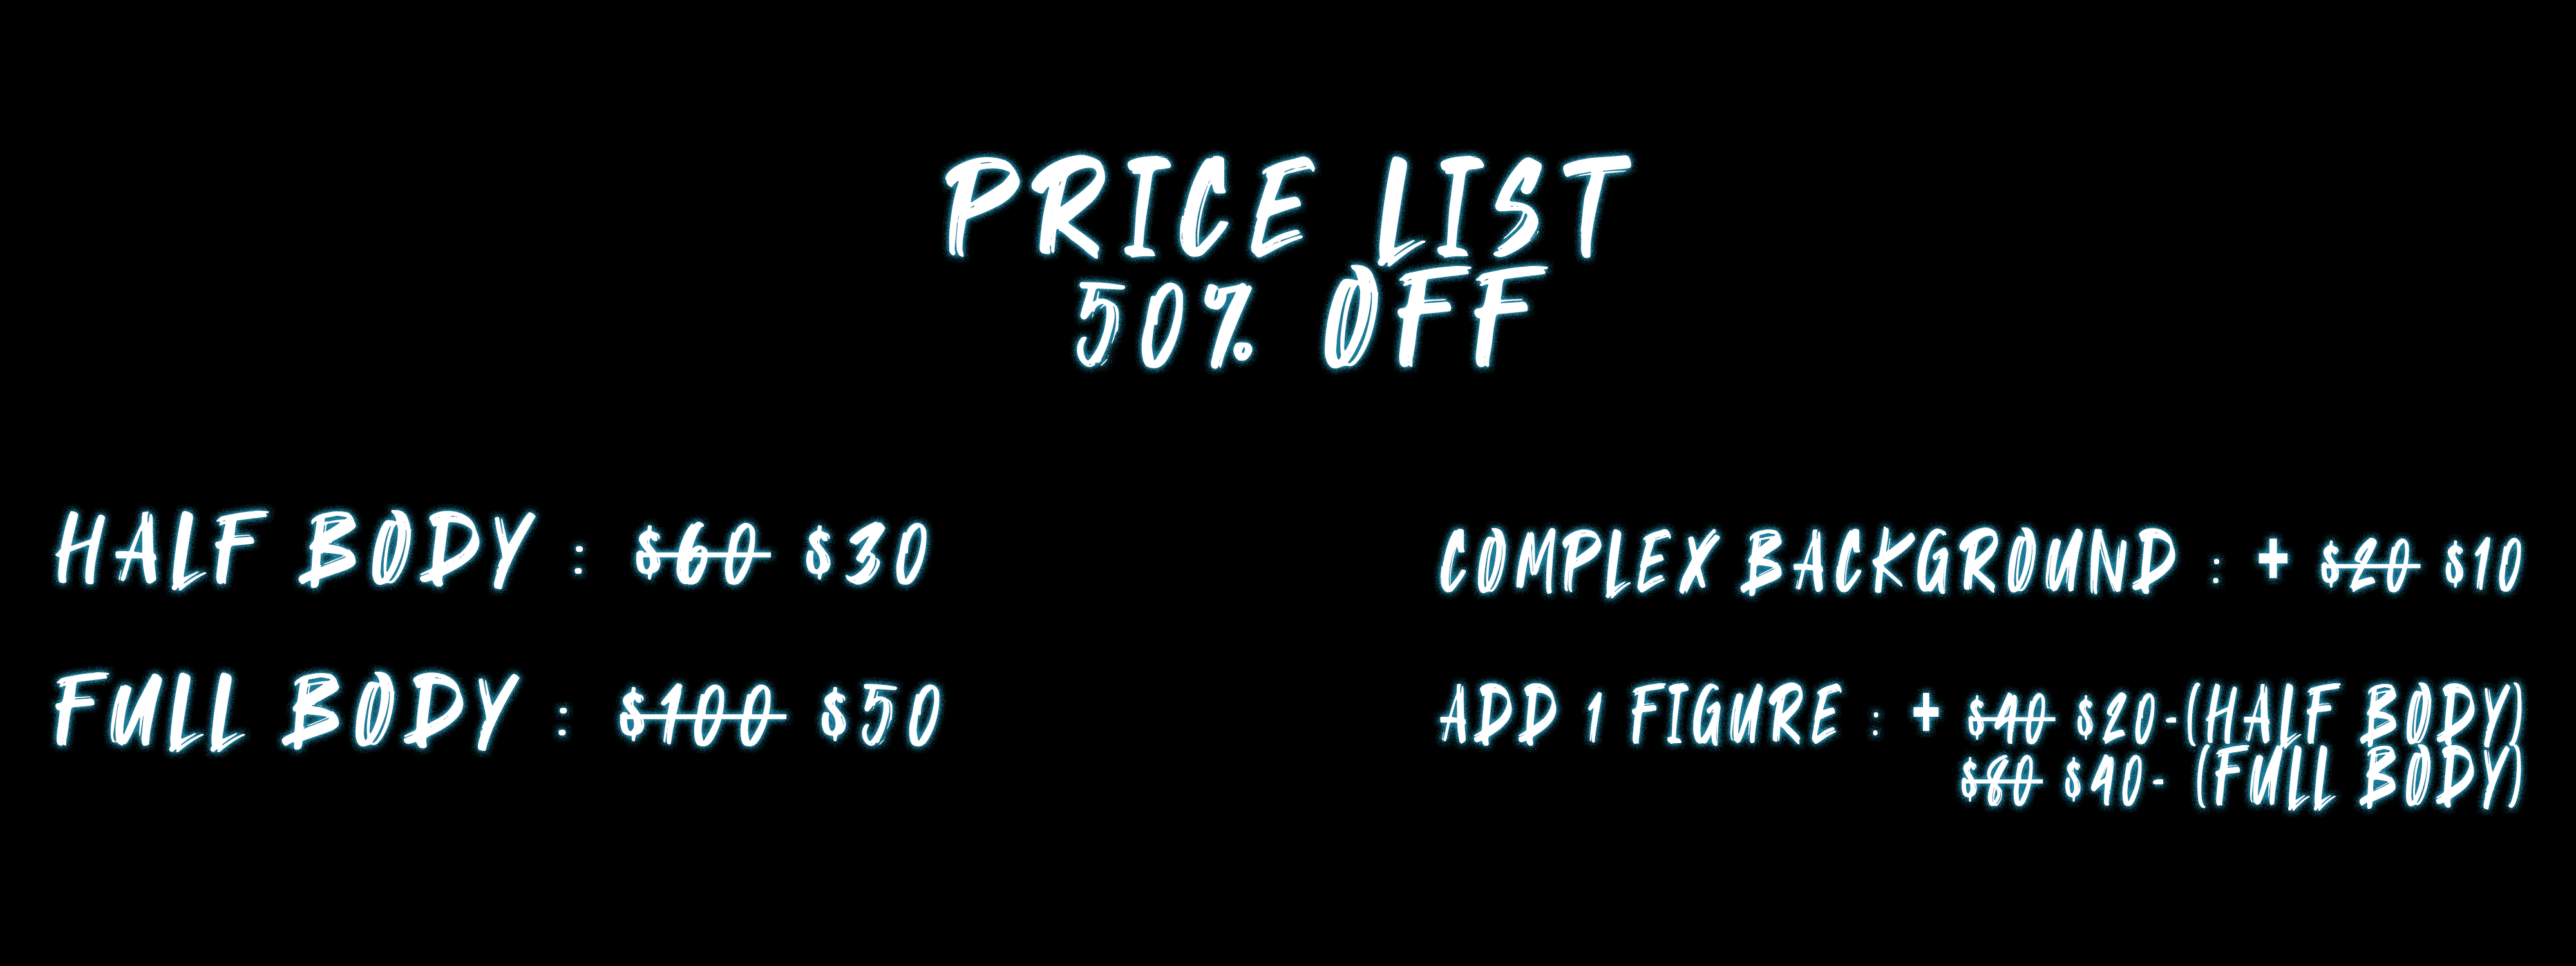 PRICE LIST
50% OFF
HALF BODY : $60 $30
FULL BODY : $100 $50
COMPLEX BACKGROUND : + $20 $10
ADD 1 FIGURE : + $40 $20-(HALF BODY)
$80 $40- (FULL BODY)